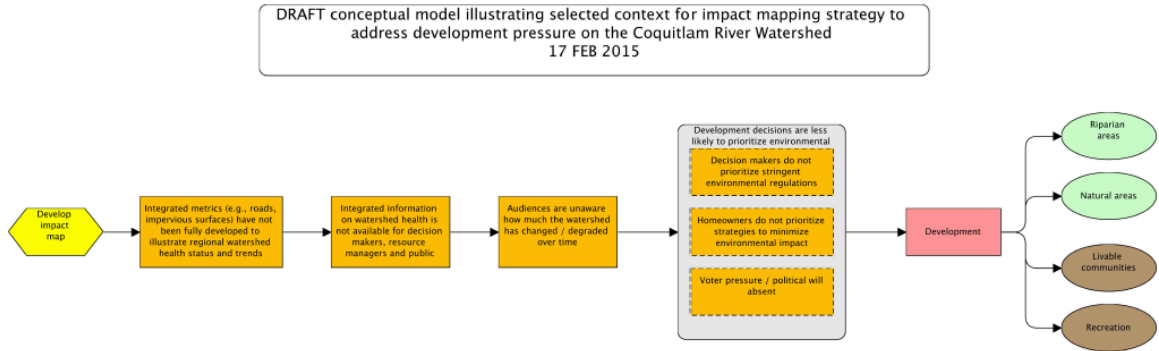 DRAFT conceptual model illustrating selected context for impact mapping strategy to
address development pressure on the Coquitlam River Watershed
17 FEB 2015
Develop
impact
map
Integrated metrics (e.g., roads,
impervious surfaces) have not
been fully developed to
illustrate regional watershed
health status and trends
Integrated information
on watershed health is
not available for decision
makers, resource
managers and public
Audiences are unaware
how much the watershed
has changed / degraded
over time
Development decisions are less
likely to prioritize environmental
Decision makers do not
prioritize stringent
environmental regulations
Homeowners do not prioritize
strategies to minimize
environmental impact
Voter pressure / political will
absent
Development
Riparian
areas
Natural areas
Livable
communities
Recreation